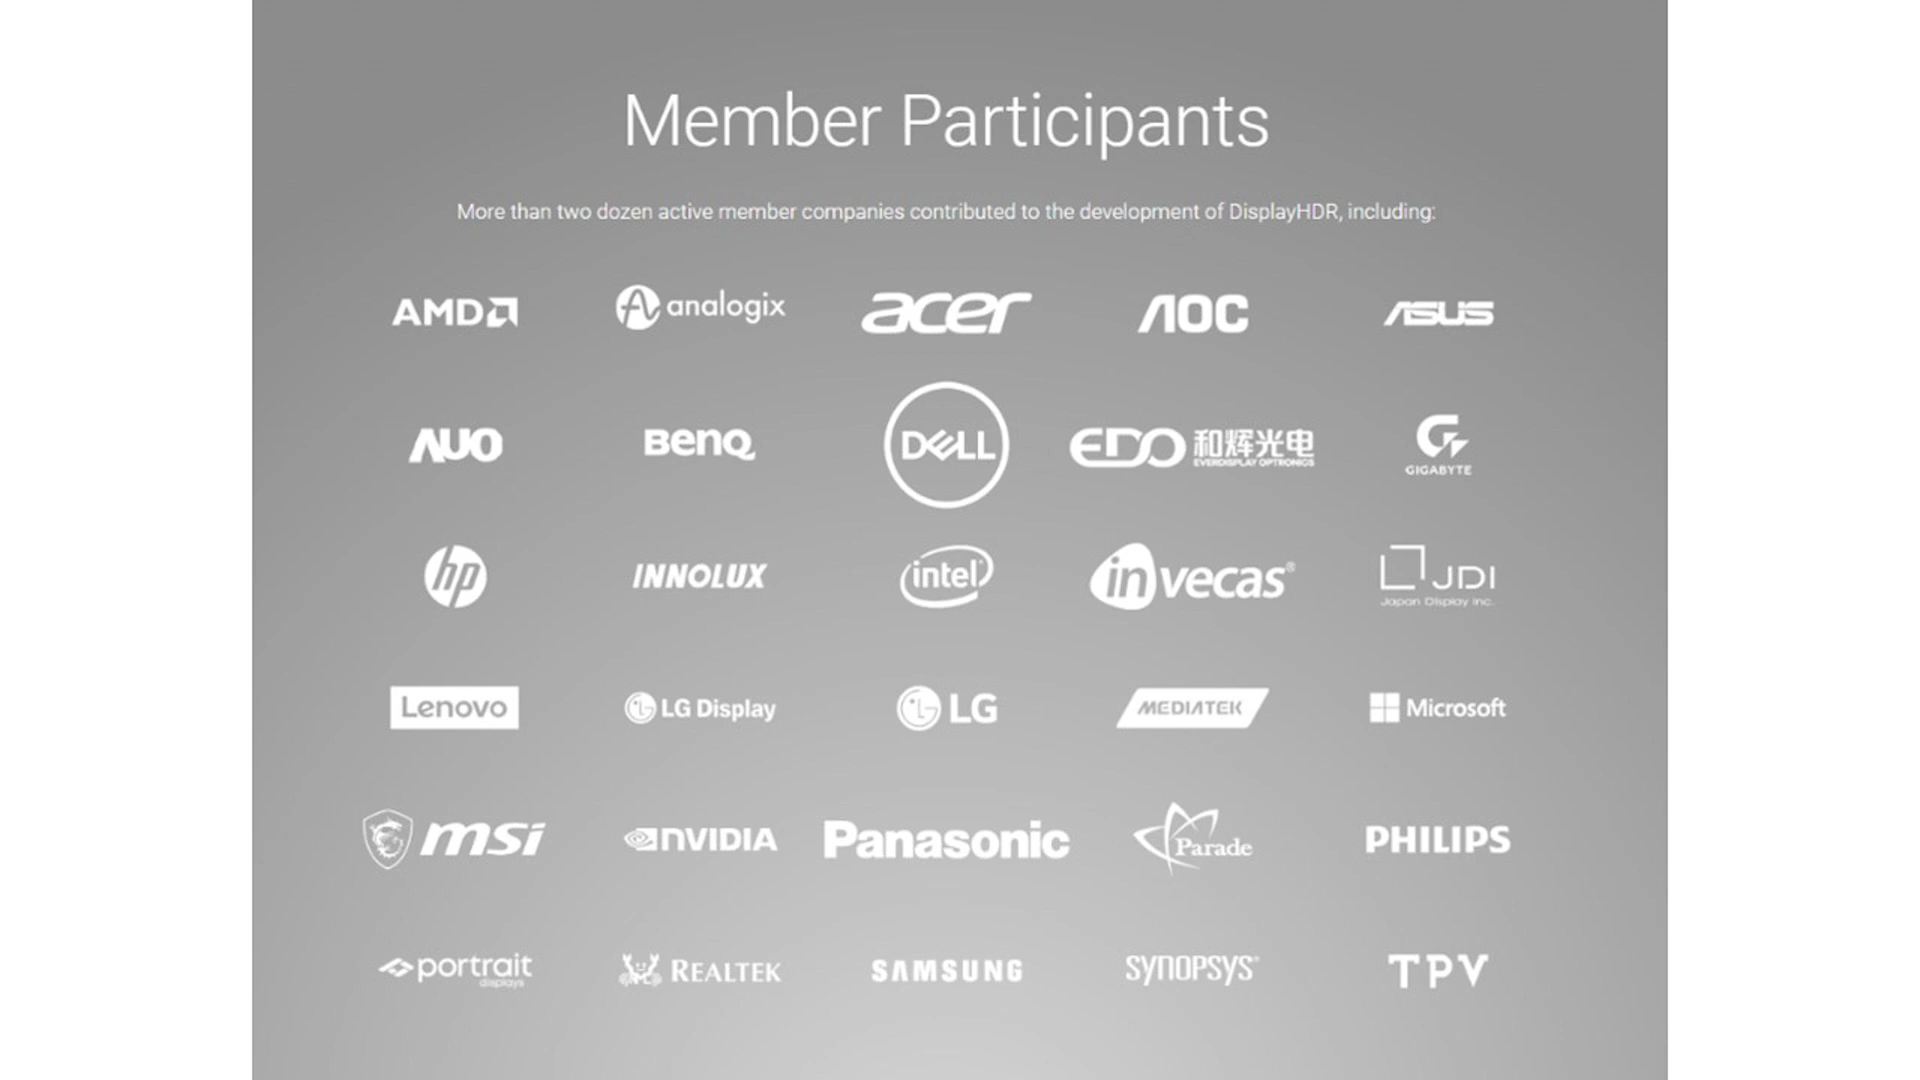 Member Participants
More than two dozen active member companies contributed to the development of DisplayHDR, including:
AMD
analogix
acer
AOC
ASUS
AUO
BenQ
DELL
EDO 和辉光电
EVERDISPLAY OPTRONICS
GIGABYTE
hp
INNOLUX
intel
invecas®
JDI
Japan Display Inc.
Lenovo
LG Display
LG
MEDIATEK
Microsoft
msi
NVIDIA
Panasonic
Parade
PHILIPS
portrait
displays
REALTEK
SAMSUNG
SYNOPSYS®
TPV